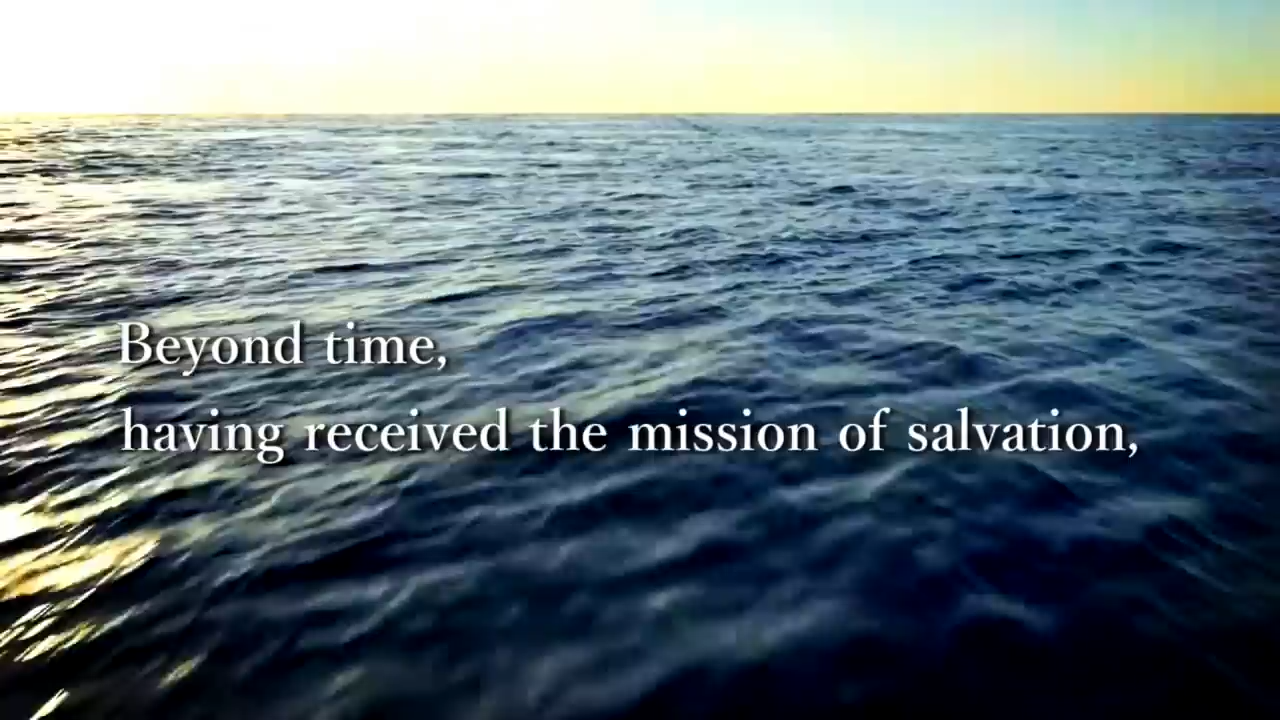 Beyond time,
having received the mission of salvation,